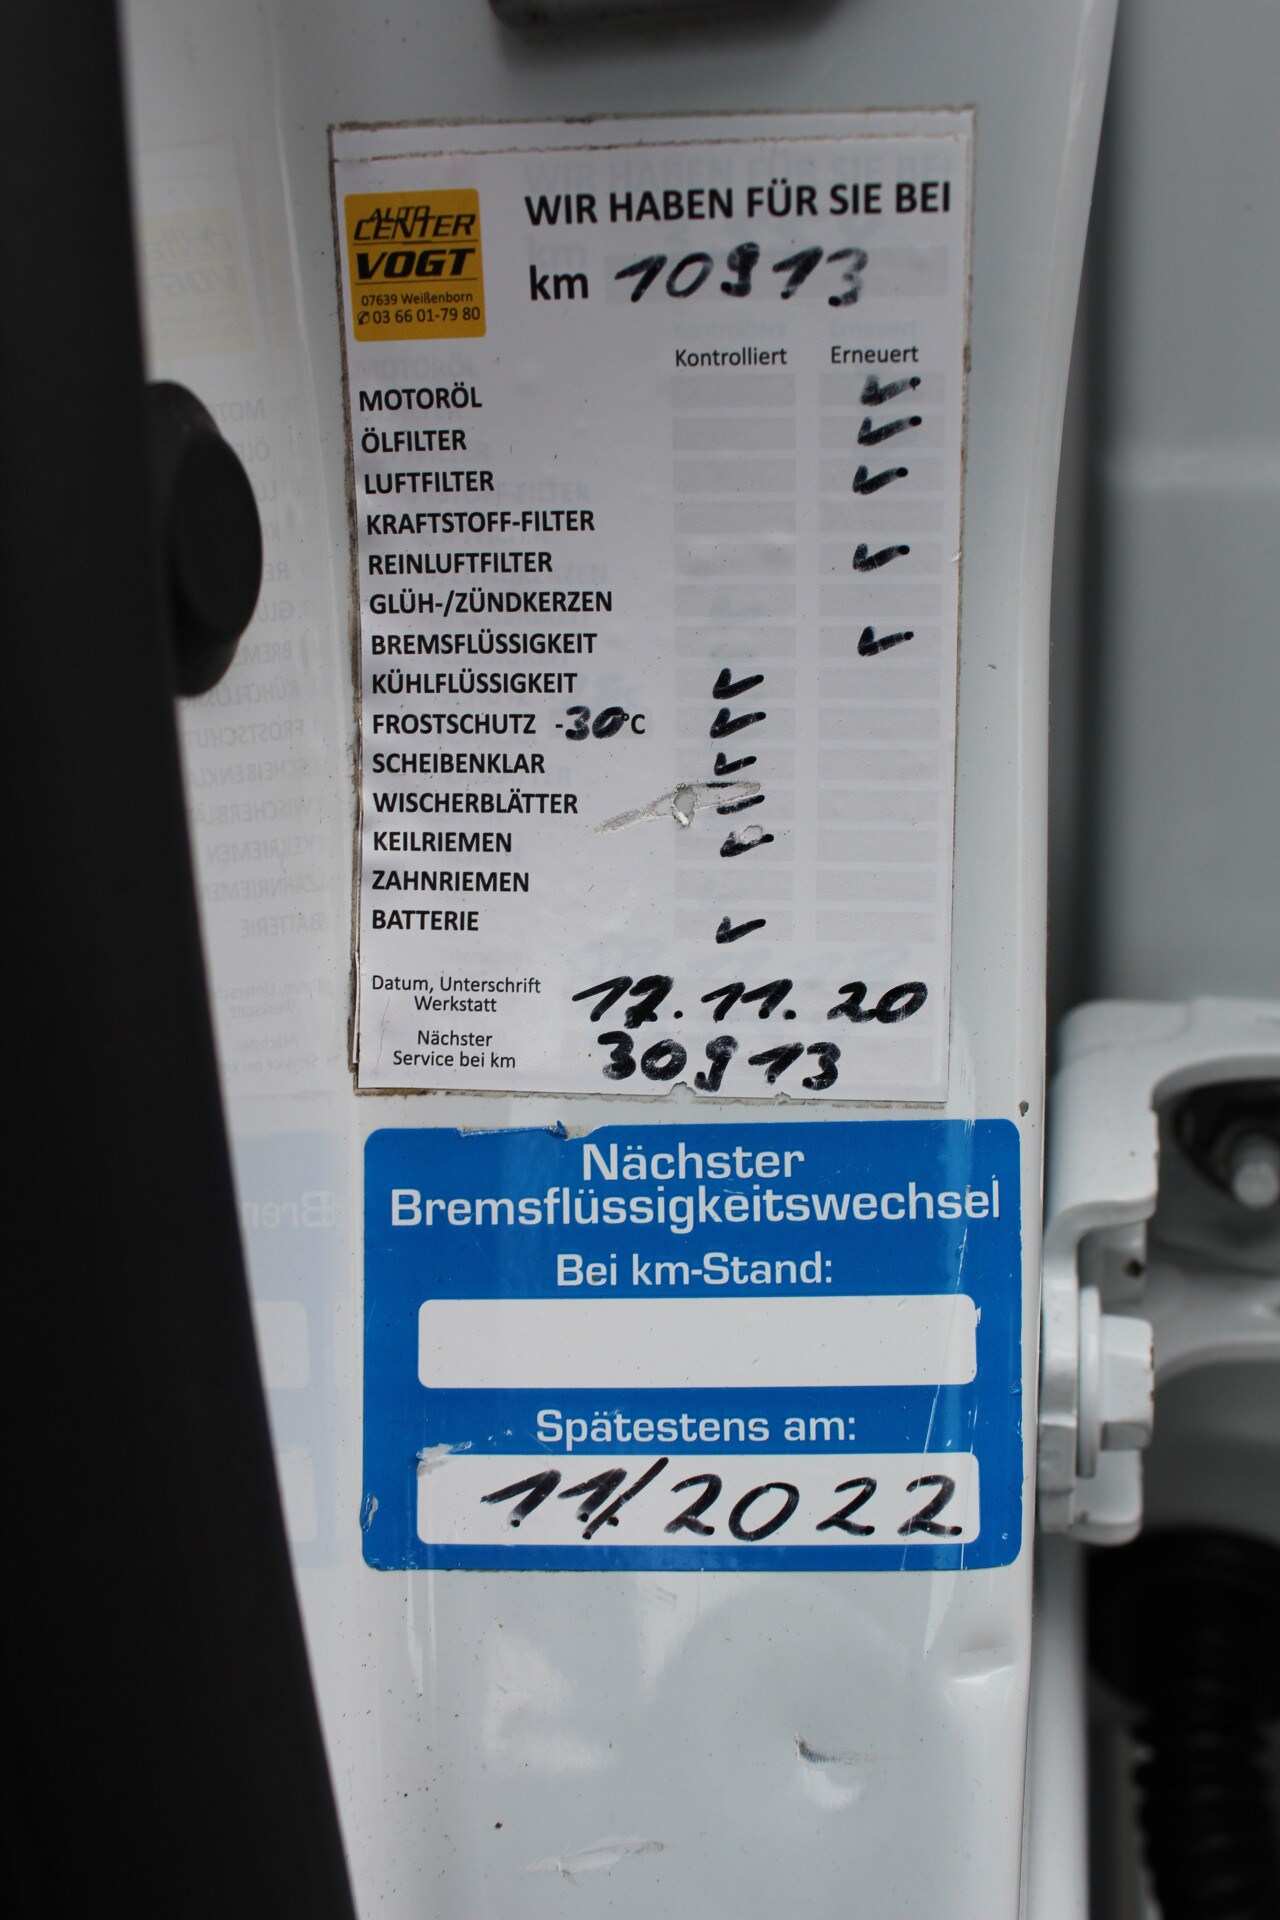 AUTO
CENTER
VOGT
07639 Weißenborn
✆ 03 66 01-79 80
WIR HABEN FÜR SIE BEI
km 10913
Kontrolliert Erneuert
MOTORÖL ✓
ÖLFILTER ✓
LUFTFILTER ✓
KRAFTSTOFF-FILTER
REINLUFTFILTER ✓
GLÜH-/ZÜNDKERZEN
BREMSFLÜSSIGKEIT ✓
KÜHLFLÜSSIGKEIT ✓
FROSTSCHUTZ -30°C ✓
SCHEIBENKLAR ✓
WISCHERBLÄTTER ✓
KEILRIEMEN ✓
ZAHNRIEMEN
BATTERIE ✓
Datum, Unterschrift
Werkstatt 17.11.20
Nächster
Service bei km 30913
Nächster
Bremsflüssigkeitswechsel
Bei km-Stand:
Spätestens am:
11/2022